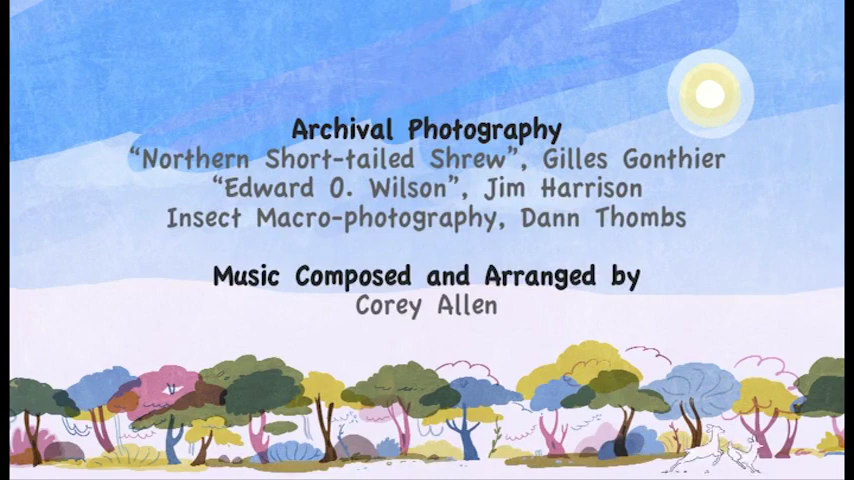 Archival Photography
“Northern Short-tailed Shrew”, Gilles Gonthier
“Edward O. Wilson”, Jim Harrison
Insect Macro-photography, Dann Thombs
Music Composed and Arranged by
Corey Allen